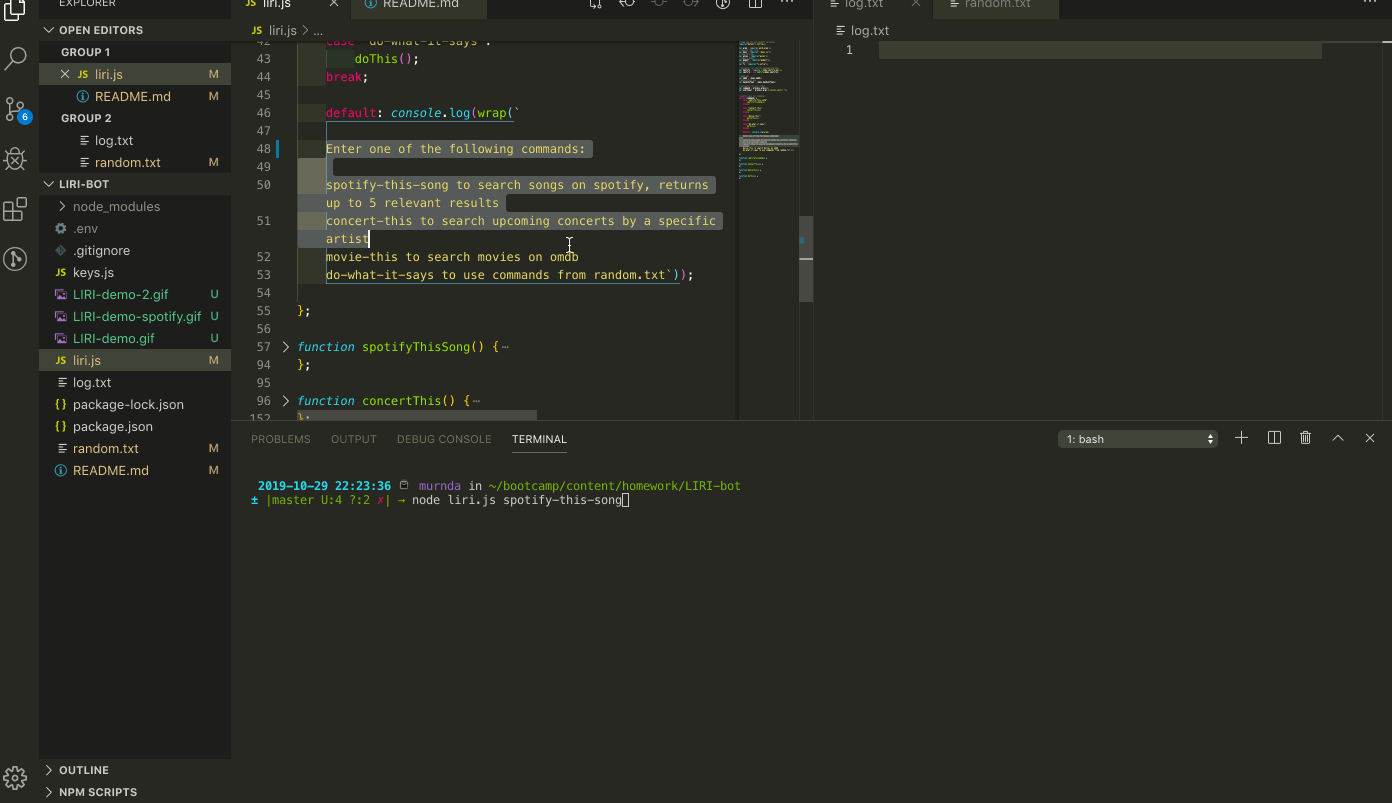 EXPLORER
OPEN EDITORS
GROUP 1
JS liri.js M
README.md M
GROUP 2
log.txt
random.txt M
LIRI-BOT
node_modules
.env
.gitignore
JS keys.js
LIRI-demo-2.gif U
LIRI-demo-spotify.gif U
LIRI-demo.gif U
JS liri.js M
log.txt
{} package-lock.json
{} package.json
random.txt M
README.md M
OUTLINE
NPM SCRIPTS
6
JS liri.js
README.md
JS liri.js > ...
42 case "do-what-it-says":
43 doThis();
44 break;
45
46 default: console.log(wrap(`
47
48 Enter one of the following commands:
49
50 spotify-this-song to search songs on spotify, returns
up to 5 relevant results
51 concert-this to search upcoming concerts by a specific
artist
52 movie-this to search movies on omdb
53 do-what-it-says to use commands from random.txt`));
54
55 };
56
57 function spotifyThisSong() {⋯
94 };
95
96 function concertThis() {⋯
152 };
log.txt
random.txt
log.txt
1
PROBLEMS OUTPUT DEBUG CONSOLE TERMINAL
1: bash
2019-10-29 22:23:36 murnda in ~/bootcamp/content/homework/LIRI-bot
± |master U:4 ?:2 ✗| → node liri.js spotify-this-song